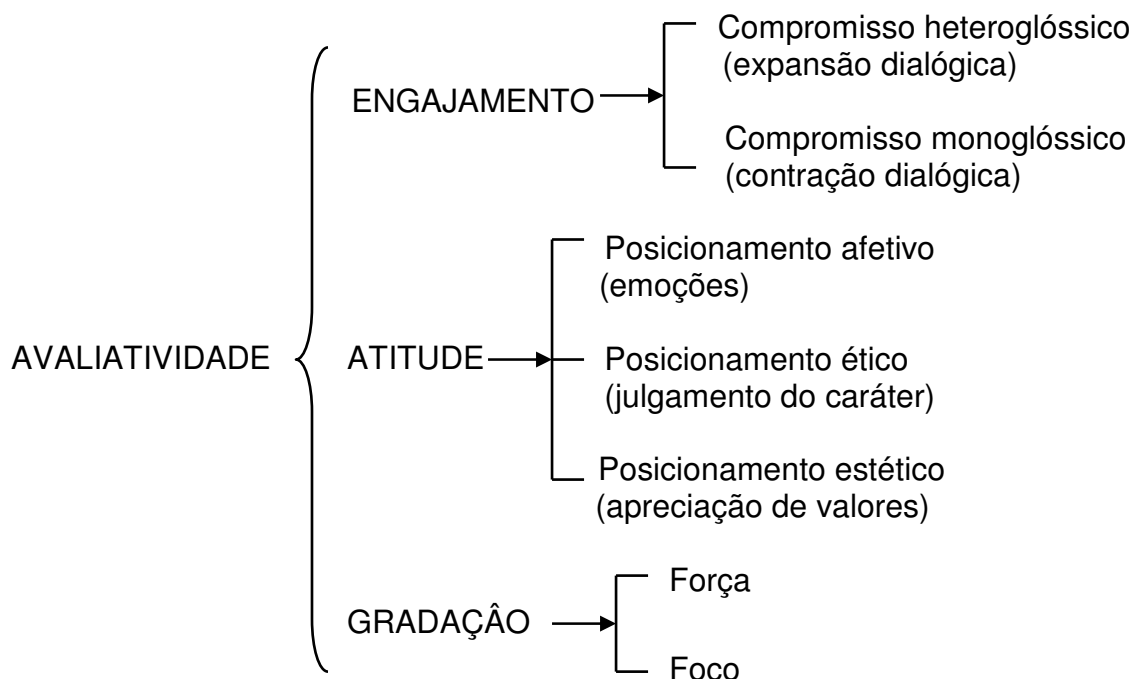 Compromisso heteroglóssico
(expansão dialógica)
ENGAJAMENTO
Compromisso monoglóssico
(contração dialógica)
Posicionamento afetivo
(emoções)
AVALIATIVIDADE
ATITUDE
Posicionamento ético
(julgamento do caráter)
Posicionamento estético
(apreciação de valores)
Força
GRADAÇÂO
Foco